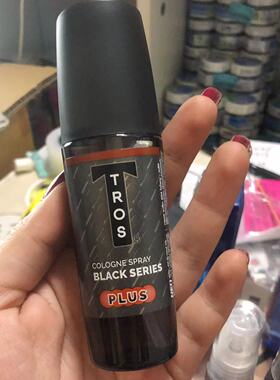 TROS
COLOGNE SPRAY
BLACK SERIES
PLUS